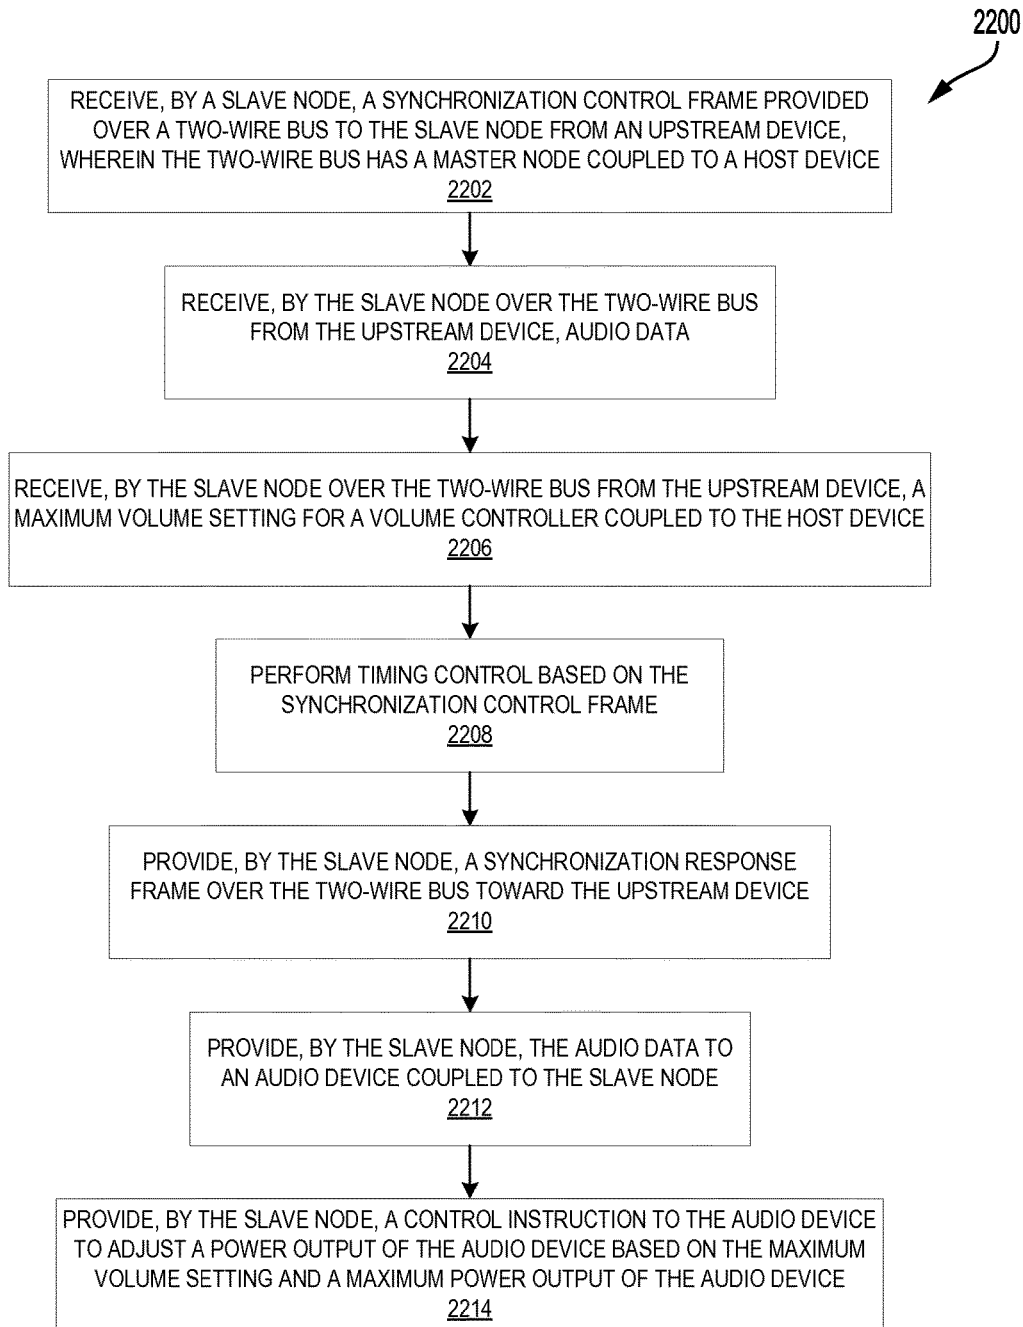 2200
RECEIVE, BY A SLAVE NODE, A SYNCHRONIZATION CONTROL FRAME PROVIDED
OVER A TWO-WIRE BUS TO THE SLAVE NODE FROM AN UPSTREAM DEVICE,
WHEREIN THE TWO-WIRE BUS HAS A MASTER NODE COUPLED TO A HOST DEVICE
2202
RECEIVE, BY THE SLAVE NODE OVER THE TWO-WIRE BUS
FROM THE UPSTREAM DEVICE, AUDIO DATA
2204
RECEIVE, BY THE SLAVE NODE OVER THE TWO-WIRE BUS FROM THE UPSTREAM DEVICE, A
MAXIMUM VOLUME SETTING FOR A VOLUME CONTROLLER COUPLED TO THE HOST DEVICE
2206
PERFORM TIMING CONTROL BASED ON THE
SYNCHRONIZATION CONTROL FRAME
2208
PROVIDE, BY THE SLAVE NODE, A SYNCHRONIZATION RESPONSE
FRAME OVER THE TWO-WIRE BUS TOWARD THE UPSTREAM DEVICE
2210
PROVIDE, BY THE SLAVE NODE, THE AUDIO DATA TO
AN AUDIO DEVICE COUPLED TO THE SLAVE NODE
2212
PROVIDE, BY THE SLAVE NODE, A CONTROL INSTRUCTION TO THE AUDIO DEVICE
TO ADJUST A POWER OUTPUT OF THE AUDIO DEVICE BASED ON THE MAXIMUM
VOLUME SETTING AND A MAXIMUM POWER OUTPUT OF THE AUDIO DEVICE
2214